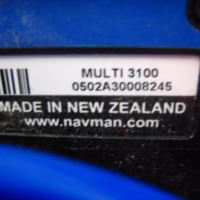 MULTI 3100
0502A30008245
MADE IN NEW ZEALAND
www.navman.com